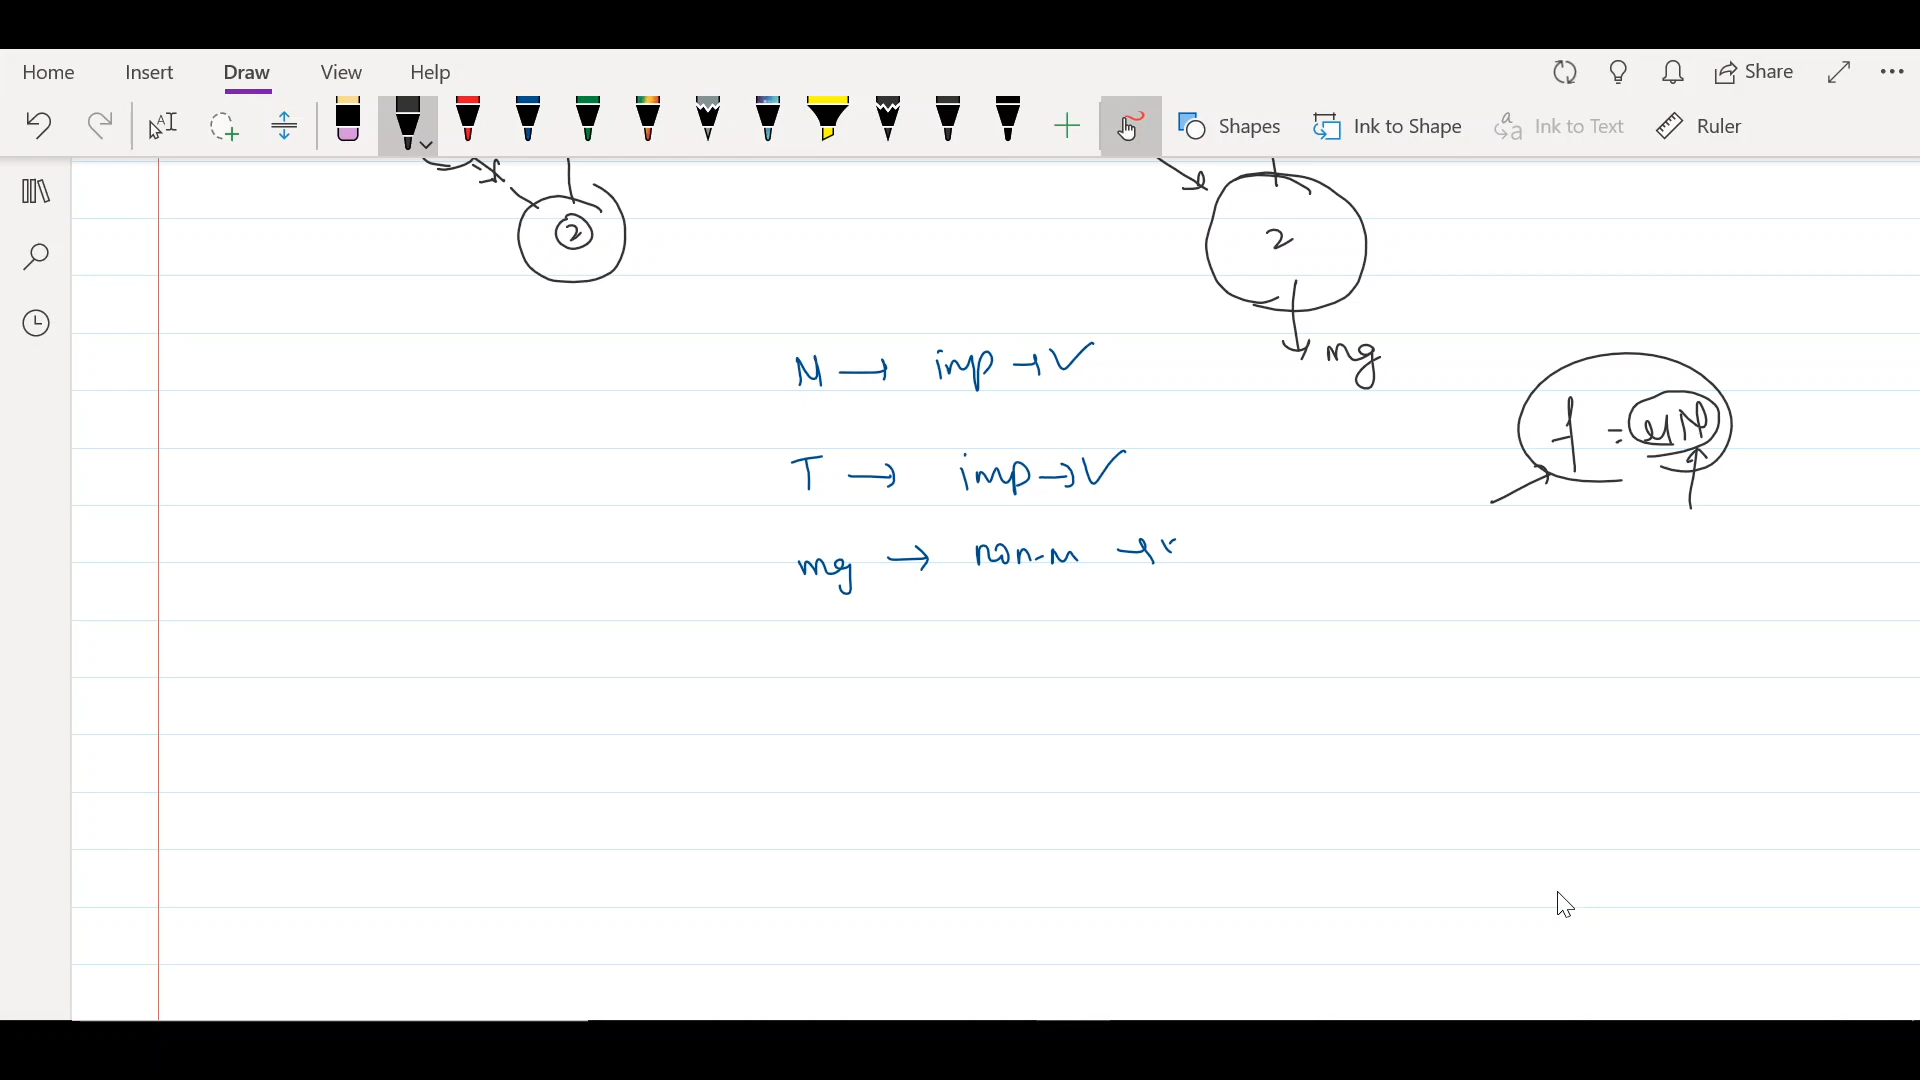 Home Insert Draw View Help Share
Shapes Ink to Shape Ink to Text Ruler
2
2
mg
N → imp → ✓
f = μN
T → imp → ✓
mg → non-